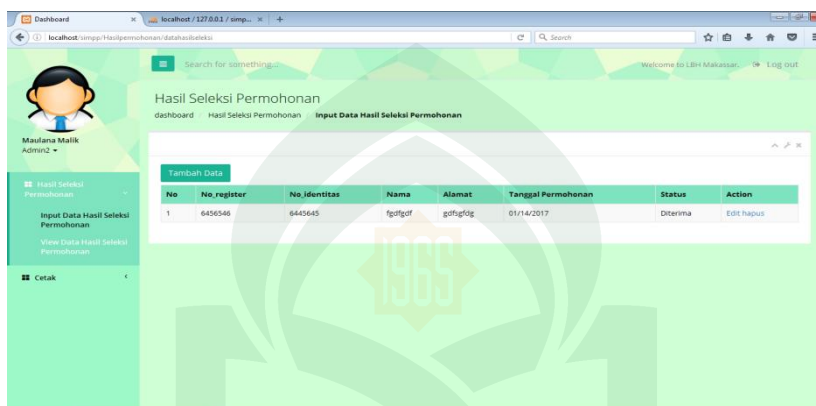 Dashboard
localhost / 127.0.0.1 / simp...
localhost/simpp/Hasilpermohonan/datahasilseleksi
Search
Search for something...
Welcome to LBH Makassar.
Log out
Maulana Malik
Admin2
Hasil Seleksi Permohonan
dashboard / Hasil Seleksi Permohonan / Input Data Hasil Seleksi Permohonan
Hasil Seleksi
Permohonan
Input Data Hasil Seleksi
Permohonan
View Data Hasil Seleksi
Permohonan
Cetak
Tambah Data
No No_register No_identitas Nama Alamat Tanggal Permohonan Status Action
1 6456546 6445645 fgdfgdf gdfsgfdg 01/14/2017 Diterima Edit hapus
1965